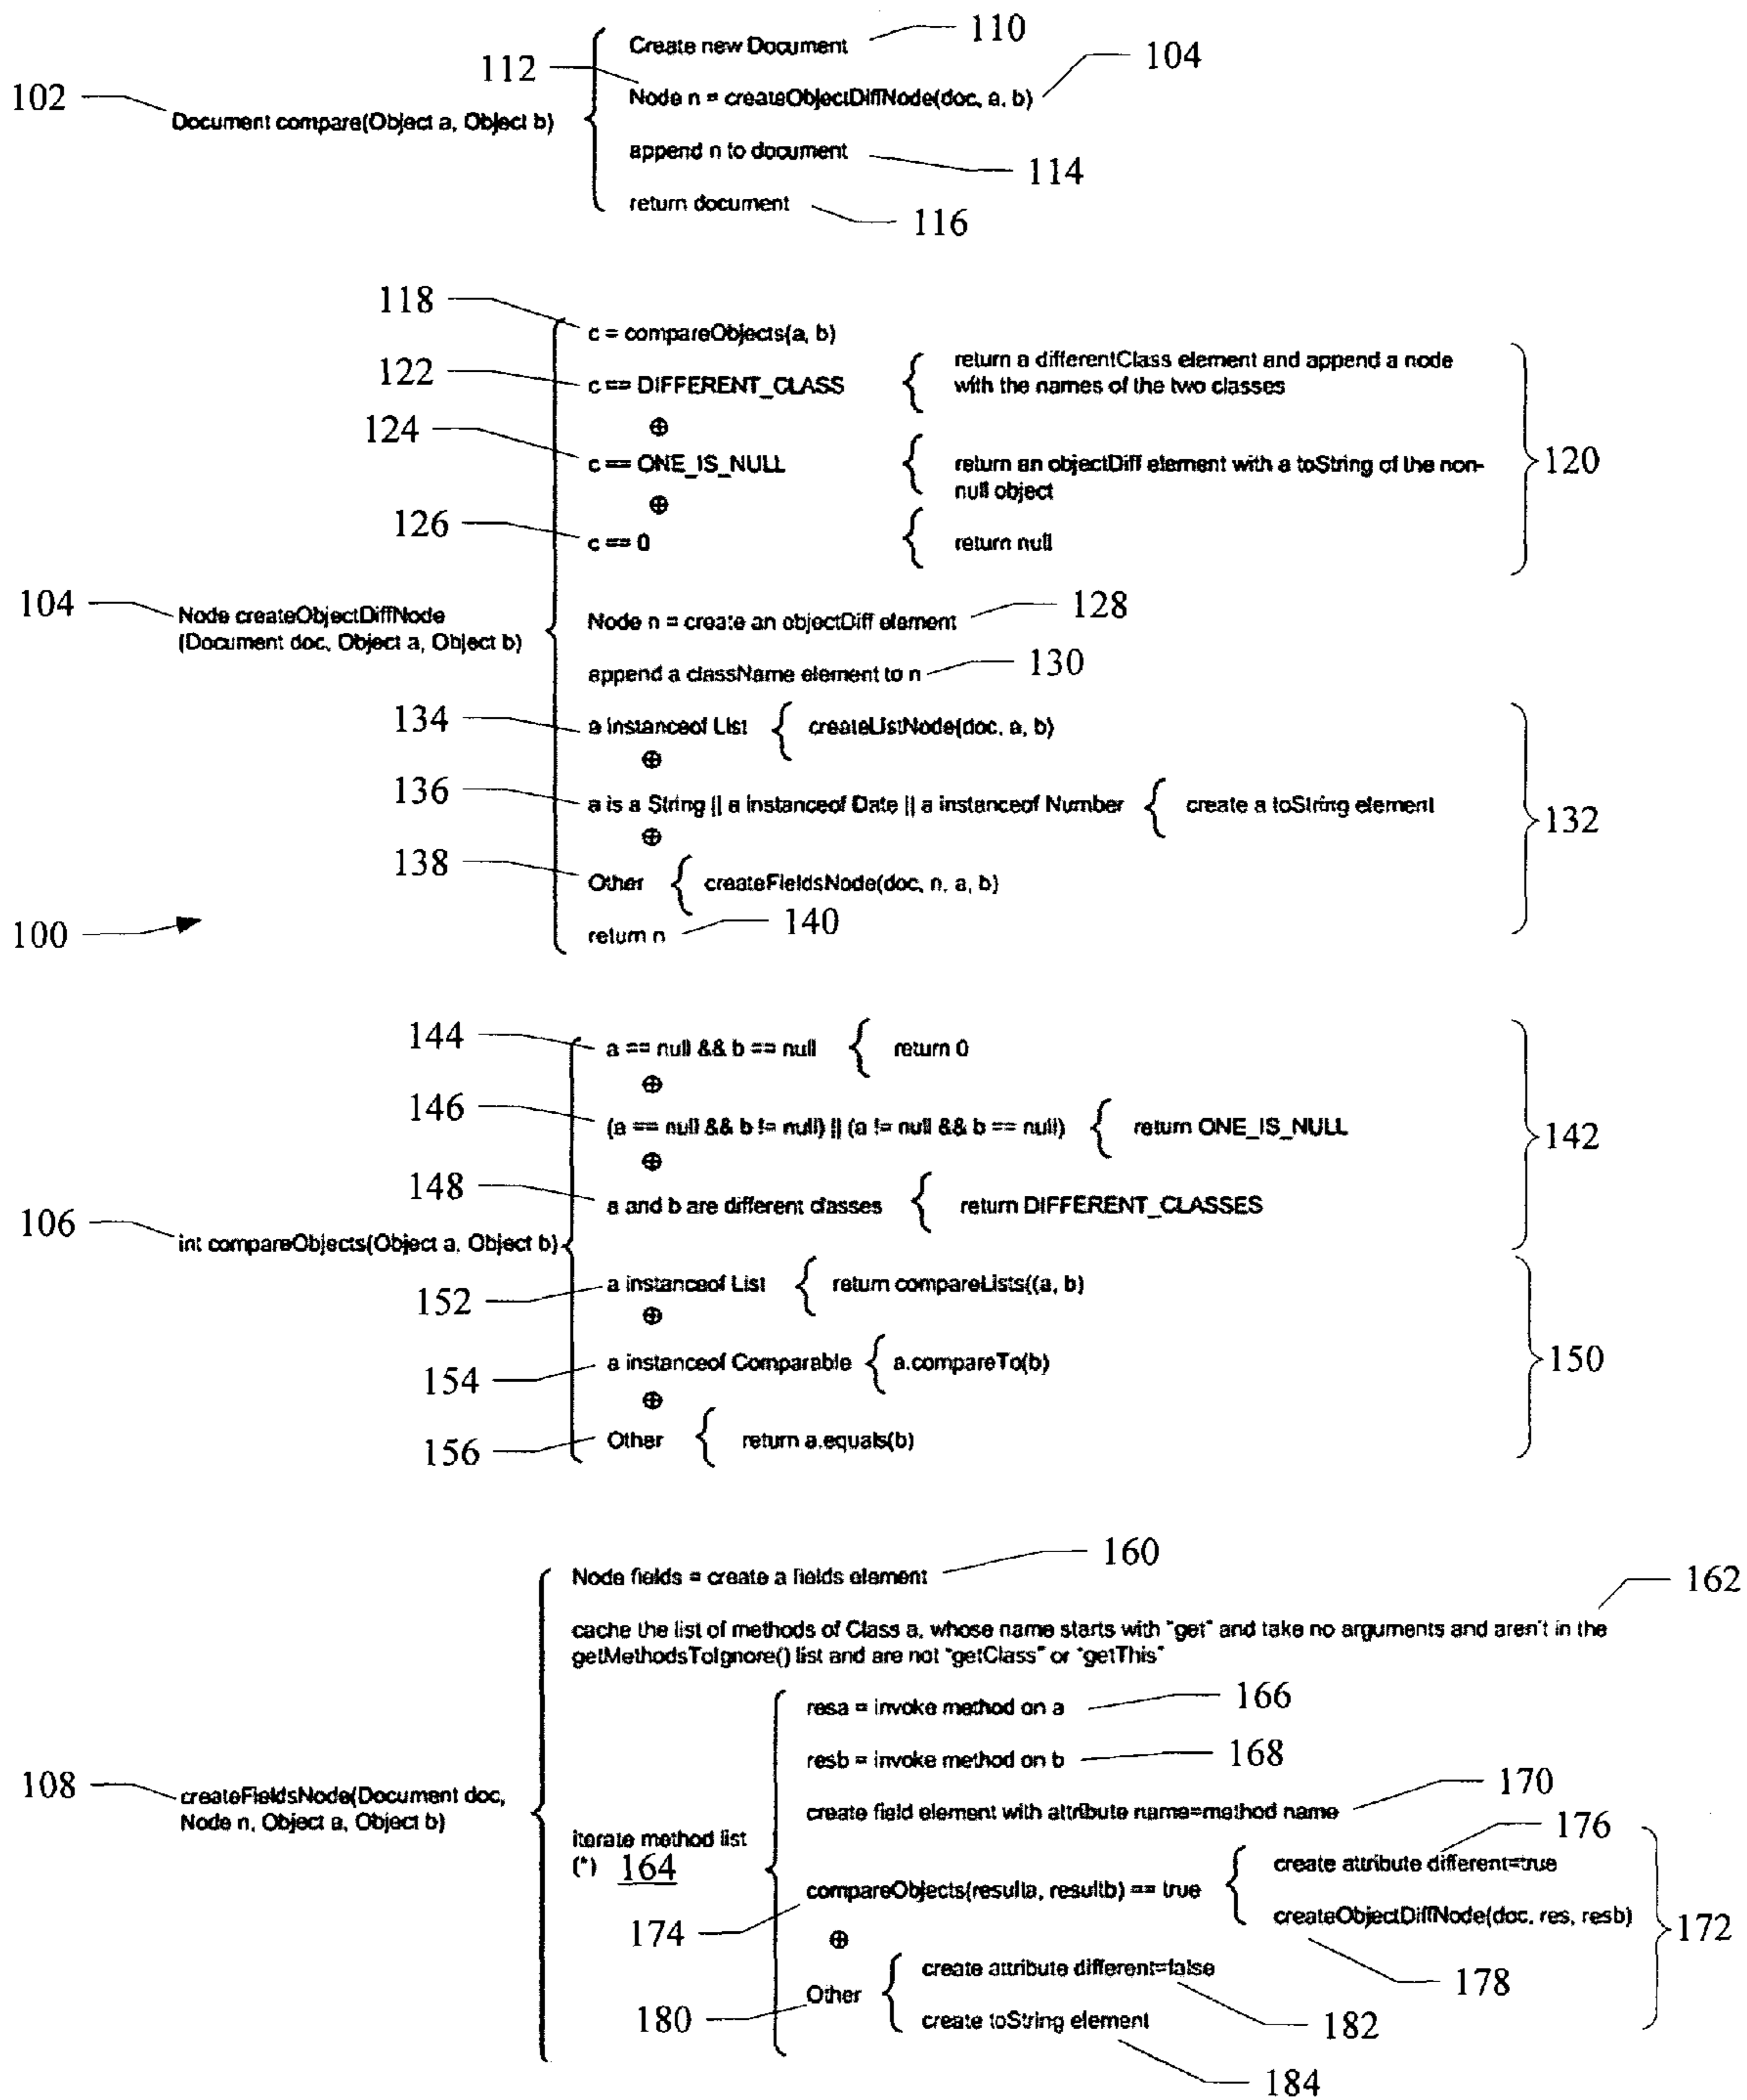 Create new Document 110
112 104
Node n = createObjectDiffNode(doc, a, b)
102
Document compare(Object a, Object b)
append n to document
114
return document
116
118
c = compareObjects(a, b)
122
c == DIFFERENT_CLASS
return a differentClass element and append a node
with the names of the two classes
⊕
124
c == ONE_IS_NULL
return an objectDiff element with a toString of the non-
null object
120
⊕
126
c == 0
return null
104
Node createObjectDiffNode
(Document doc, Object a, Object b)
Node n = create an objectDiff element
128
append a className element to n
130
134
a instanceof List createListNode(doc, a, b)
⊕
136
a is a String || a instanceof Date || a instanceof Number create a toString element
132
⊕
138
Other createFieldsNode(doc, n, a, b)
100
return n
140
144
a == null && b == null return 0
⊕
146
(a == null && b != null) || (a != null && b == null) return ONE_IS_NULL
142
⊕
148
a and b are different classes return DIFFERENT_CLASSES
106
int compareObjects(Object a, Object b)
152
a instanceof List return compareLists((a, b)
⊕
154
a instanceof Comparable a.compareTo(b)
150
⊕
156
Other return a.equals(b)
Node fields = create a fields element
160
162
cache the list of methods of Class a, whose name starts with "get" and take no arguments and aren't in the
getMethodsToIgnore() list and are not "getClass" or "getThis"
resa = invoke method on a
166
resb = invoke method on b
168
108
createFieldsNode(Document doc,
Node n, Object a, Object b)
create field element with attribute name=method name
170
iterate method list
(*) 164
176
create attribute different=true
compareObjects(resulta, resultb) == true
174
createObjectDiffNode(doc, res, resb)
172
⊕
178
create attribute different=false
Other
180
182
create toString element
184